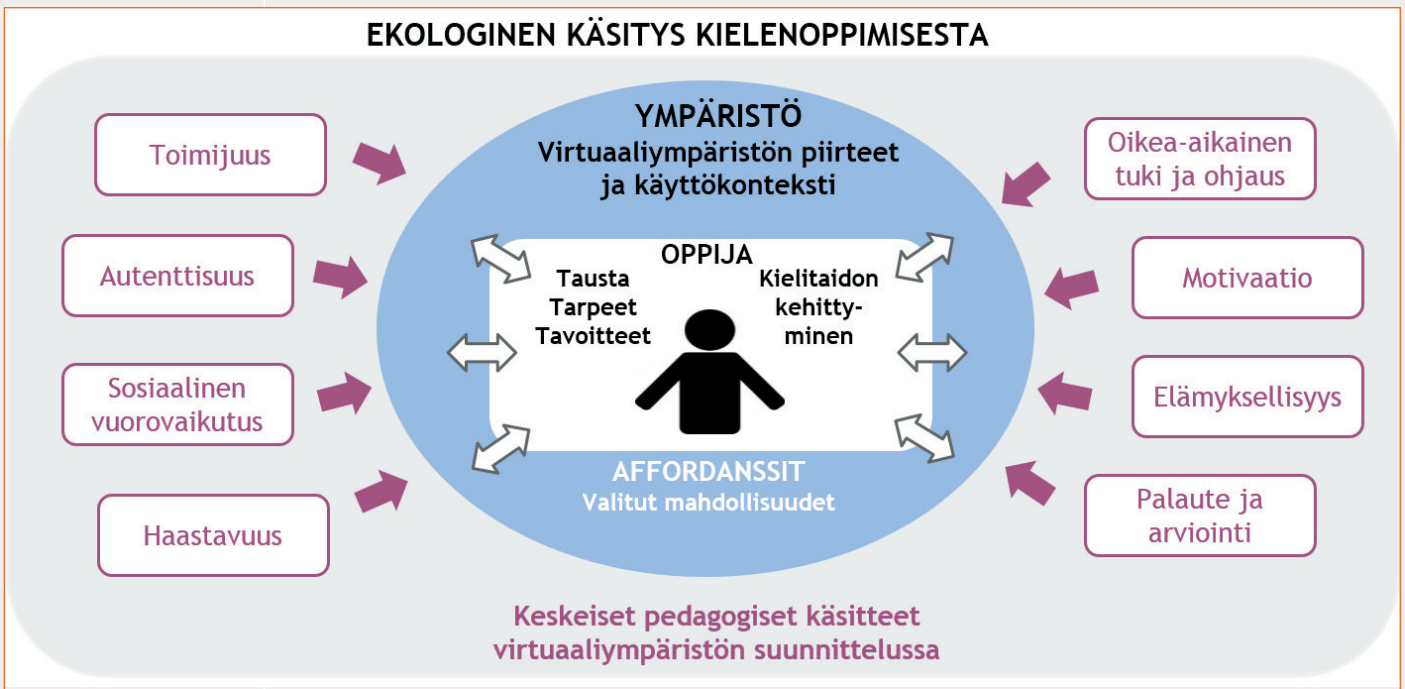 EKOLOGINEN KÄSITYS KIELENOPPIMISESTA
Toimijuus
Autenttisuus
Sosiaalinen
vuorovaikutus
Haastavuus
YMPÄRISTÖ
Virtuaaliympäristön piirteet
ja käyttökonteksti
OPPIJA
Tausta
Tarpeet
Tavoitteet
Kielitaidon
kehitty-
minen
AFFORDANSSIT
Valitut mahdollisuudet
Oikea-aikainen
tuki ja ohjaus
Motivaatio
Elämyksellisyys
Palaute ja
arviointi
Keskeiset pedagogiset käsitteet
virtuaaliympäristön suunnittelussa